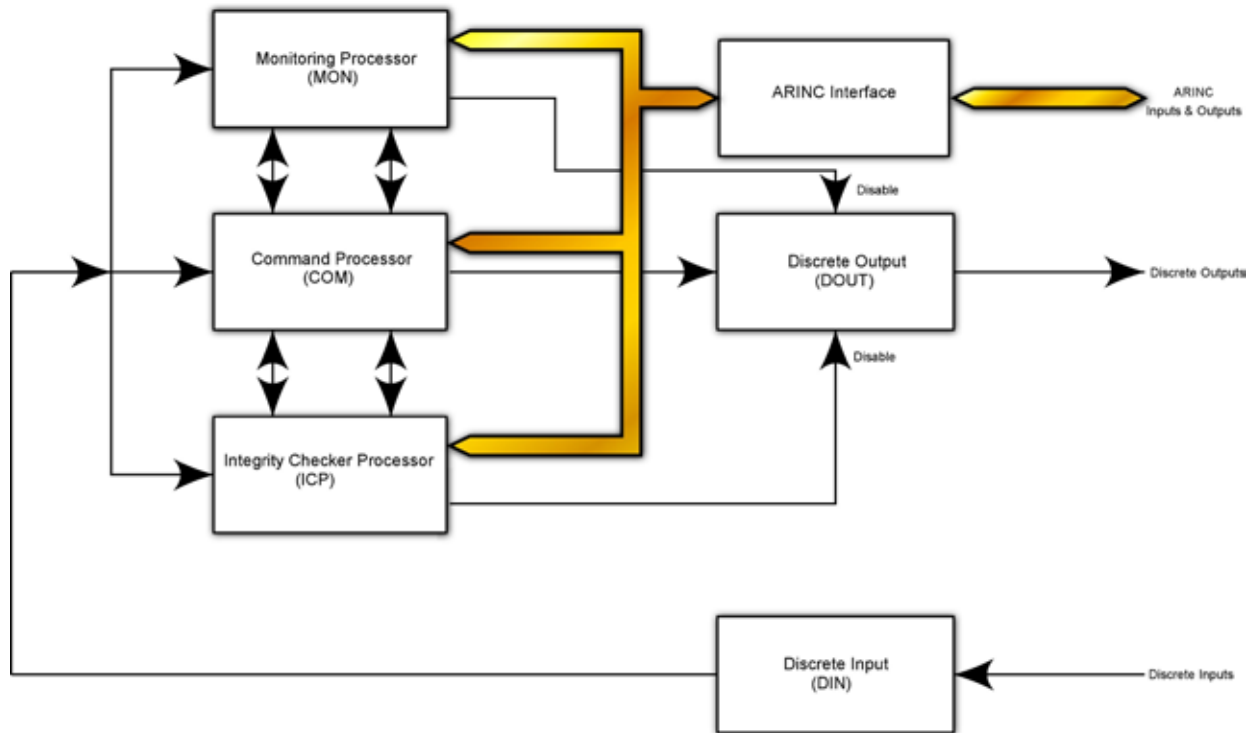 Monitoring Processor
(MON)
ARINC Interface
ARINC
Inputs & Outputs
Disable
Command Processor
(COM)
Discrete Output
(DOUT)
Discrete Outputs
Disable
Integrity Checker Processor
(ICP)
Discrete Input
(DIN)
Discrete Inputs